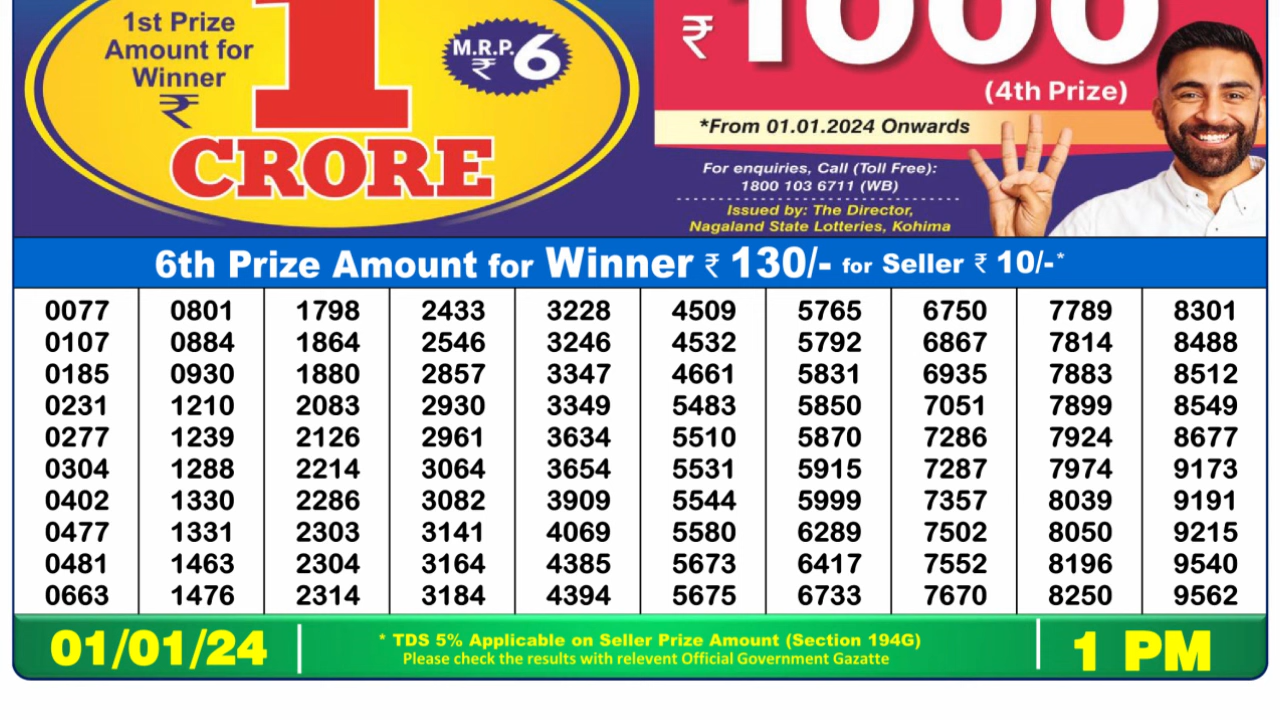 1st Prize
Amount for
Winner
₹
1
CRORE
M.R.P.
₹ 6
₹ 1000
(4th Prize)
*From 01.01.2024 Onwards
For enquiries, Call (Toll Free):
1800 103 6711 (WB)
Issued by: The Director,
Nagaland State Lotteries, Kohima
6th Prize Amount for Winner ₹ 130/- for Seller ₹ 10/-*
0077 0801 1798 2433 3228 4509 5765 6750 7789 8301
0107 0884 1864 2546 3246 4532 5792 6867 7814 8488
0185 0930 1880 2857 3347 4661 5831 6935 7883 8512
0231 1210 2083 2930 3349 5483 5850 7051 7899 8549
0277 1239 2126 2961 3634 5510 5870 7286 7924 8677
0304 1288 2214 3064 3654 5531 5915 7287 7974 9173
0402 1330 2286 3082 3909 5544 5999 7357 8039 9191
0477 1331 2303 3141 4069 5580 6289 7502 8050 9215
0481 1463 2304 3164 4385 5673 6417 7552 8196 9540
0663 1476 2314 3184 4394 5675 6733 7670 8250 9562
01/01/24
* TDS 5% Applicable on Seller Prize Amount (Section 194G)
Please check the results with relevent Official Government Gazatte
1 PM